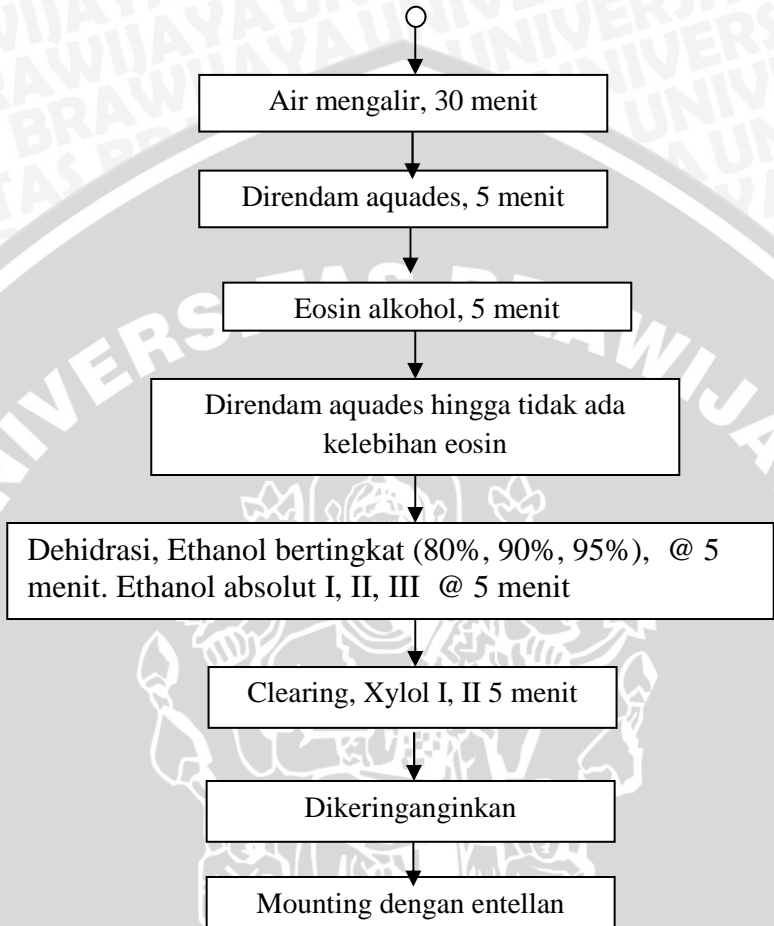 Air mengalir, 30 menit
Direndam aquades, 5 menit
Eosin alkohol, 5 menit
Direndam aquades hingga tidak ada
kelebihan eosin
Dehidrasi, Ethanol bertingkat (80%, 90%, 95%), @ 5
menit. Ethanol absolut I, II, III @ 5 menit
Clearing, Xylol I, II 5 menit
Dikeringanginkan
Mounting dengan entellan